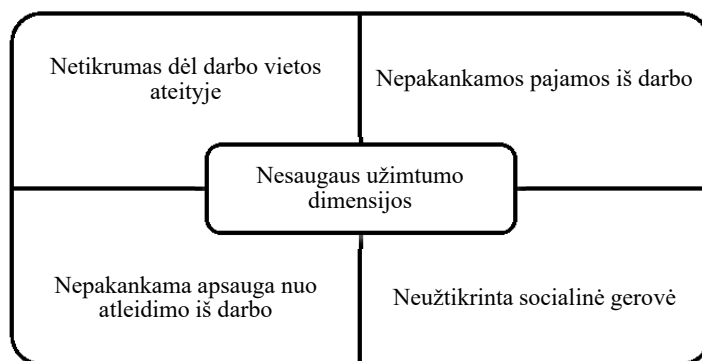 Netikrumas dėl darbo vietos
ateityje
Nepakankamos pajamos iš darbo
Nesaugaus užimtumo
dimensijos
Nepakankama apsauga nuo
atleidimo iš darbo
Neužtikrinta socialinė gerovė